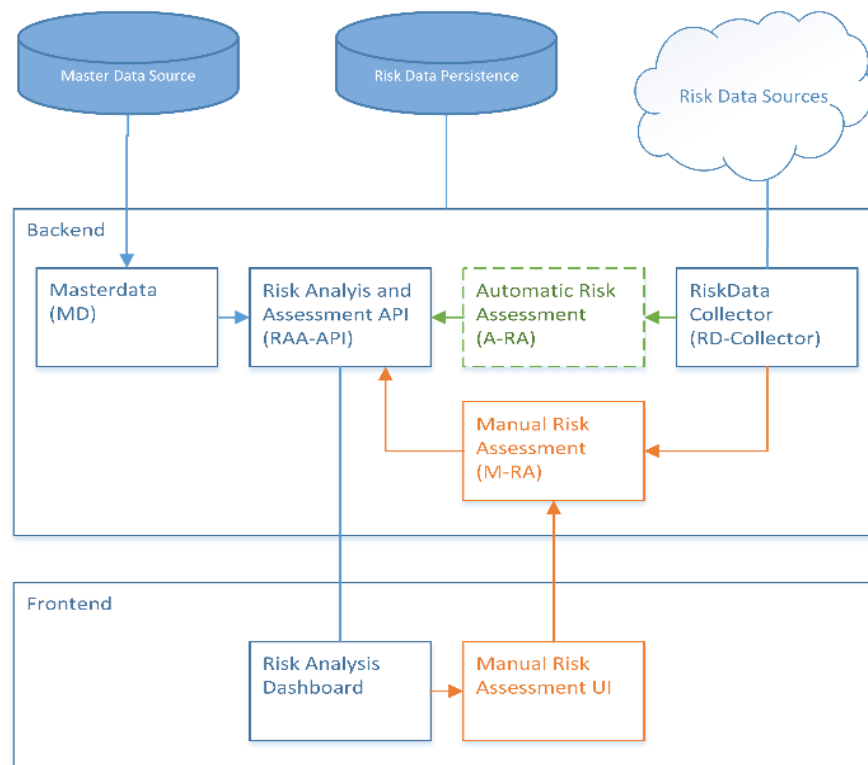 Master Data Source
Risk Data Persistence
Risk Data Sources
Backend
Masterdata
(MD)
Risk Analyis and
Assessment API
(RAA-API)
Automatic Risk
Assessment
(A-RA)
RiskData
Collector
(RD-Collector)
Manual Risk
Assessment
(M-RA)
Frontend
Risk Analysis
Dashboard
Manual Risk
Assessment UI